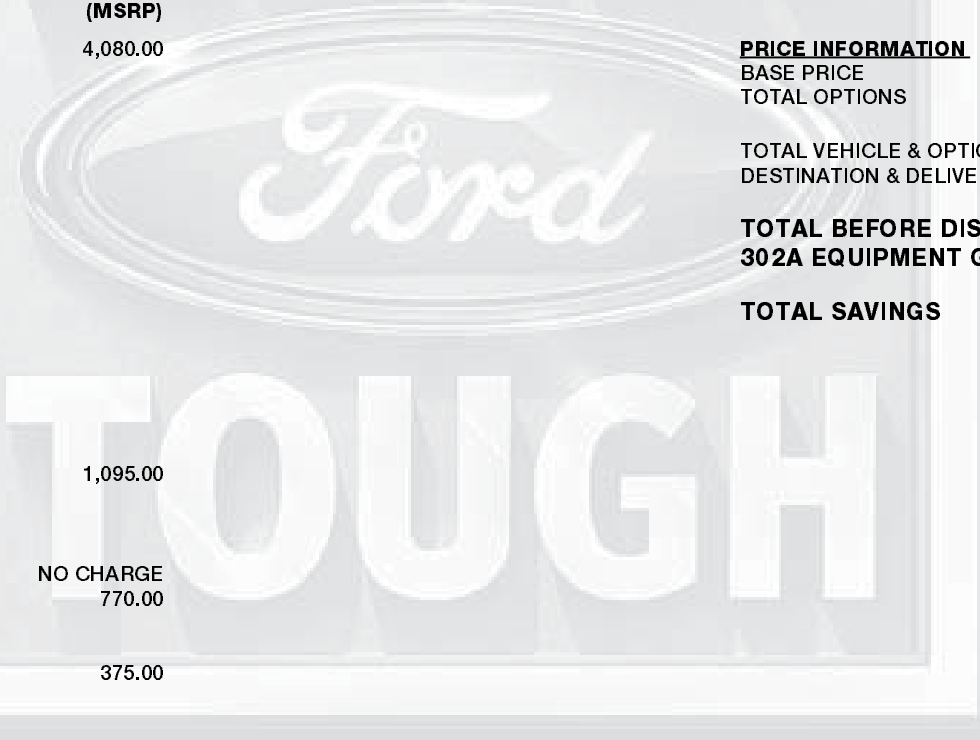 (MSRP)
4,080.00
1,095.00
NO CHARGE
770.00
375.00
PRICE INFORMATION
BASE PRICE
TOTAL OPTIONS
TOTAL VEHICLE & OPTIO
DESTINATION & DELIVE
TOTAL BEFORE DIS
302A EQUIPMENT G
TOTAL SAVINGS
Ford
TOUGH